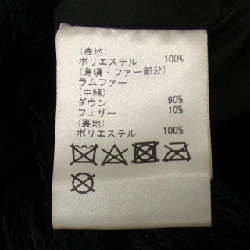 (表地)
ポリエステル 100%
(身頃・ファー部分)
ラムファー
(中綿)
ダウン 90%
フェザー 10%
(裏地)
ポリエステル 100%